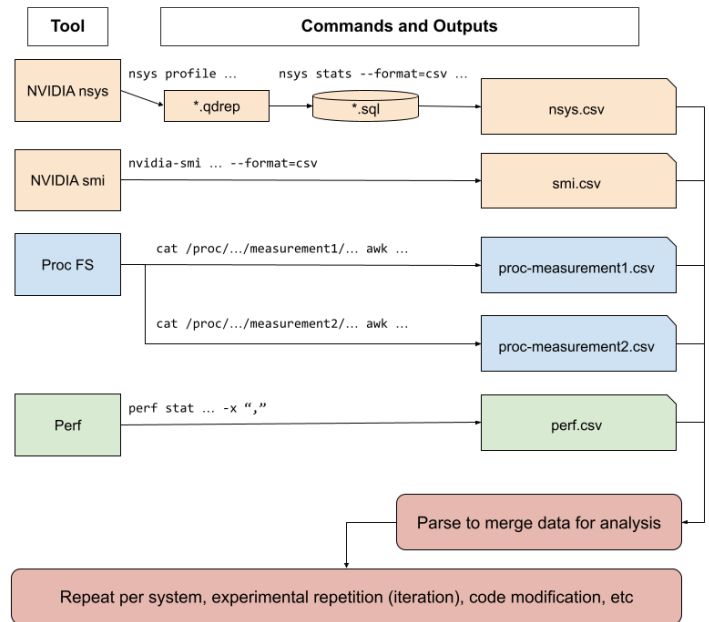 Tool
Commands and Outputs
NVIDIA nsys
nsys profile …
*.qdrep
nsys stats --format=csv …
*.sql
nsys.csv
NVIDIA smi
nvidia-smi … --format=csv
smi.csv
Proc FS
cat /proc/…/measurement1/… awk …
proc-measurement1.csv
cat /proc/…/measurement2/… awk …
proc-measurement2.csv
Perf
perf stat … -x “,”
perf.csv
Parse to merge data for analysis
Repeat per system, experimental repetition (iteration), code modification, etc